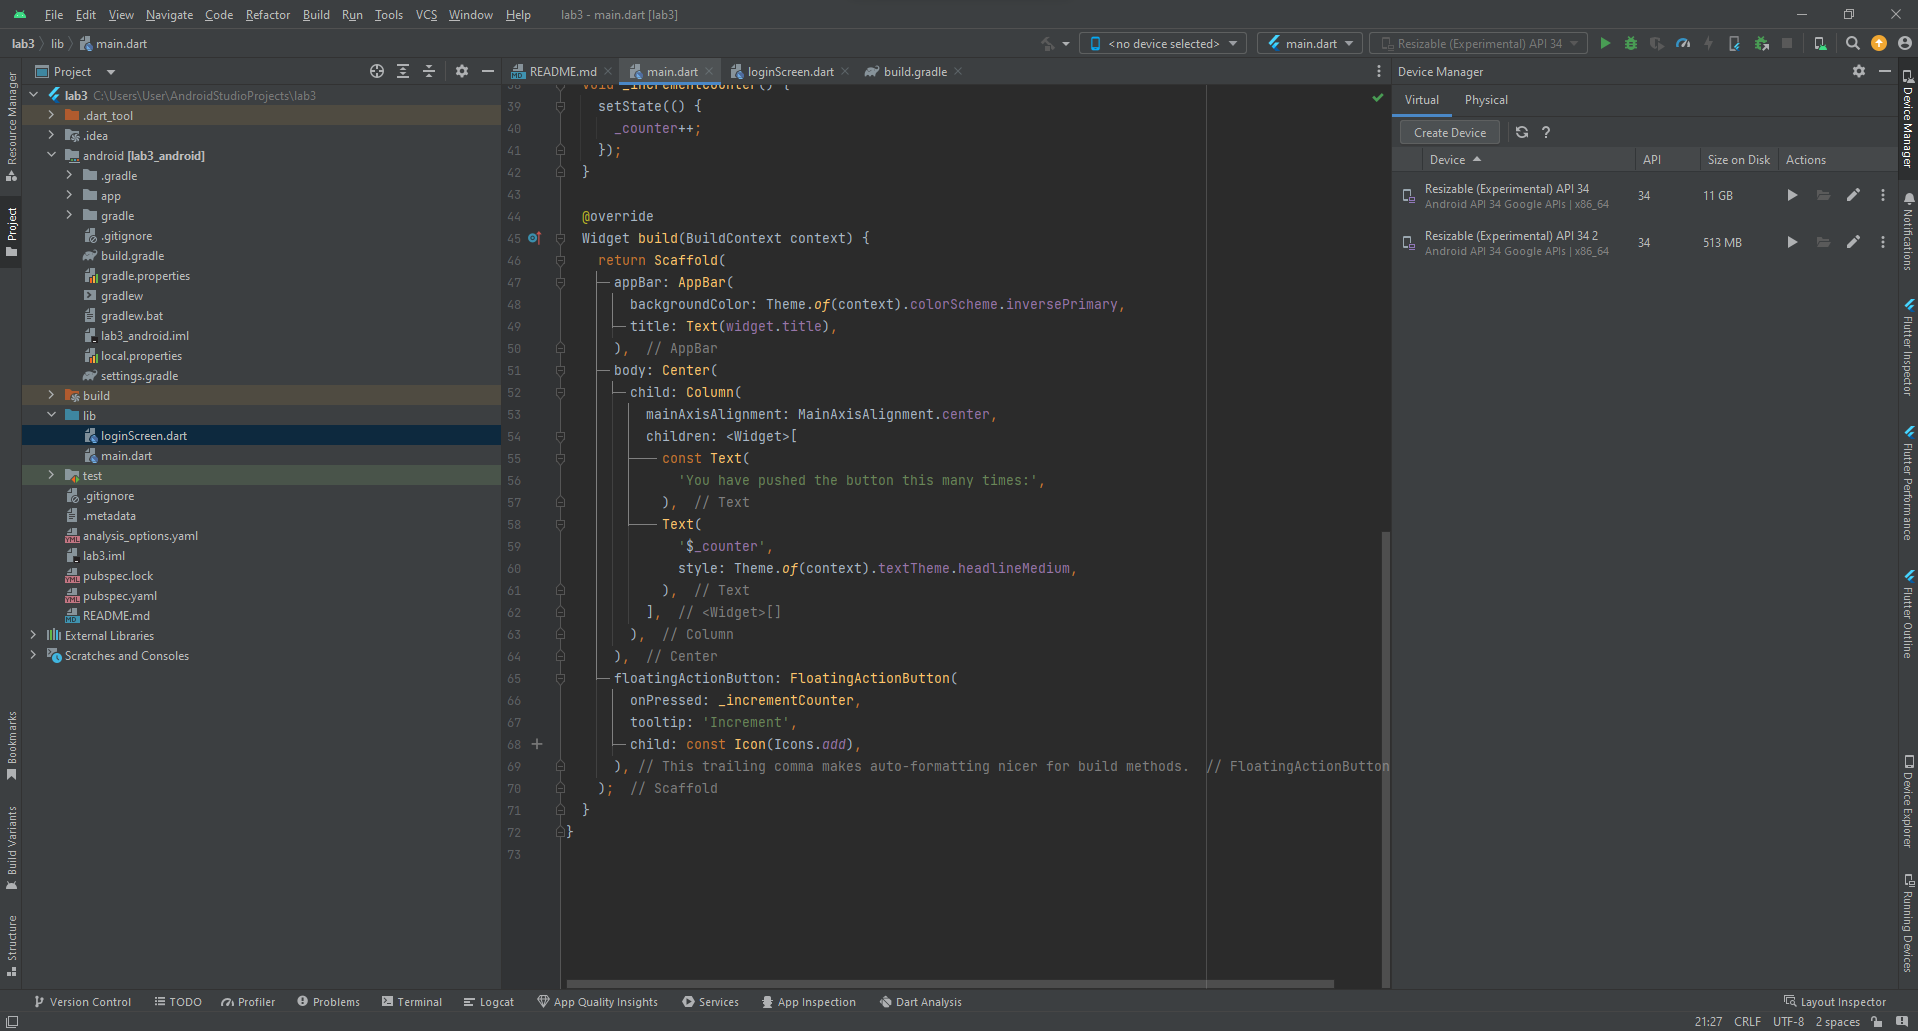 File Edit View Navigate Code Refactor Build Run Tools VCS Window Help lab3 - main.dart [lab3]
lab3 lib main.dart <no device selected> main.dart Resizable (Experimental) API 34
Resource Manager
Project
Bookmarks
Build Variants
Structure
Project
lab3 C:\Users\User\AndroidStudioProjects\lab3
.dart_tool
.idea
android [lab3_android]
.gradle
app
gradle
.gitignore
build.gradle
gradle.properties
gradlew
gradlew.bat
lab3_android.iml
local.properties
settings.gradle
build
lib
loginScreen.dart
main.dart
test
.gitignore
.metadata
analysis_options.yaml
lab3.iml
pubspec.lock
pubspec.yaml
README.md
External Libraries
Scratches and Consoles
README.md main.dart loginScreen.dart build.gradle
38 void _incrementCounter() {
39 setState(() {
40 _counter++;
41 });
42 }
43
44 @override
45 Widget build(BuildContext context) {
46 return Scaffold(
47 appBar: AppBar(
48 backgroundColor: Theme.of(context).colorScheme.inversePrimary,
49 title: Text(widget.title),
50 ), // AppBar
51 body: Center(
52 child: Column(
53 mainAxisAlignment: MainAxisAlignment.center,
54 children: <Widget>[
55 const Text(
56 'You have pushed the button this many times:',
57 ), // Text
58 Text(
59 '$_counter',
60 style: Theme.of(context).textTheme.headlineMedium,
61 ), // Text
62 ], // <Widget>[]
63 ), // Column
64 ), // Center
65 floatingActionButton: FloatingActionButton(
66 onPressed: _incrementCounter,
67 tooltip: 'Increment',
68 child: const Icon(Icons.add),
69 ), // This trailing comma makes auto-formatting nicer for build methods. // FloatingActionButton
70 ); // Scaffold
71 }
72 }
73
Device Manager
Virtual Physical
Create Device ?
Device API Size on Disk Actions
Resizable (Experimental) API 34 34 11 GB
Android API 34 Google APIs | x86_64
Resizable (Experimental) API 34 2 34 513 MB
Android API 34 Google APIs | x86_64
Device Manager
Notifications
Flutter Inspector
Flutter Performance
Flutter Outline
Device Explorer
Running Devices
Version Control TODO Profiler Problems Terminal Logcat App Quality Insights Services App Inspection Dart Analysis Layout Inspector
21:27 CRLF UTF-8 2 spaces